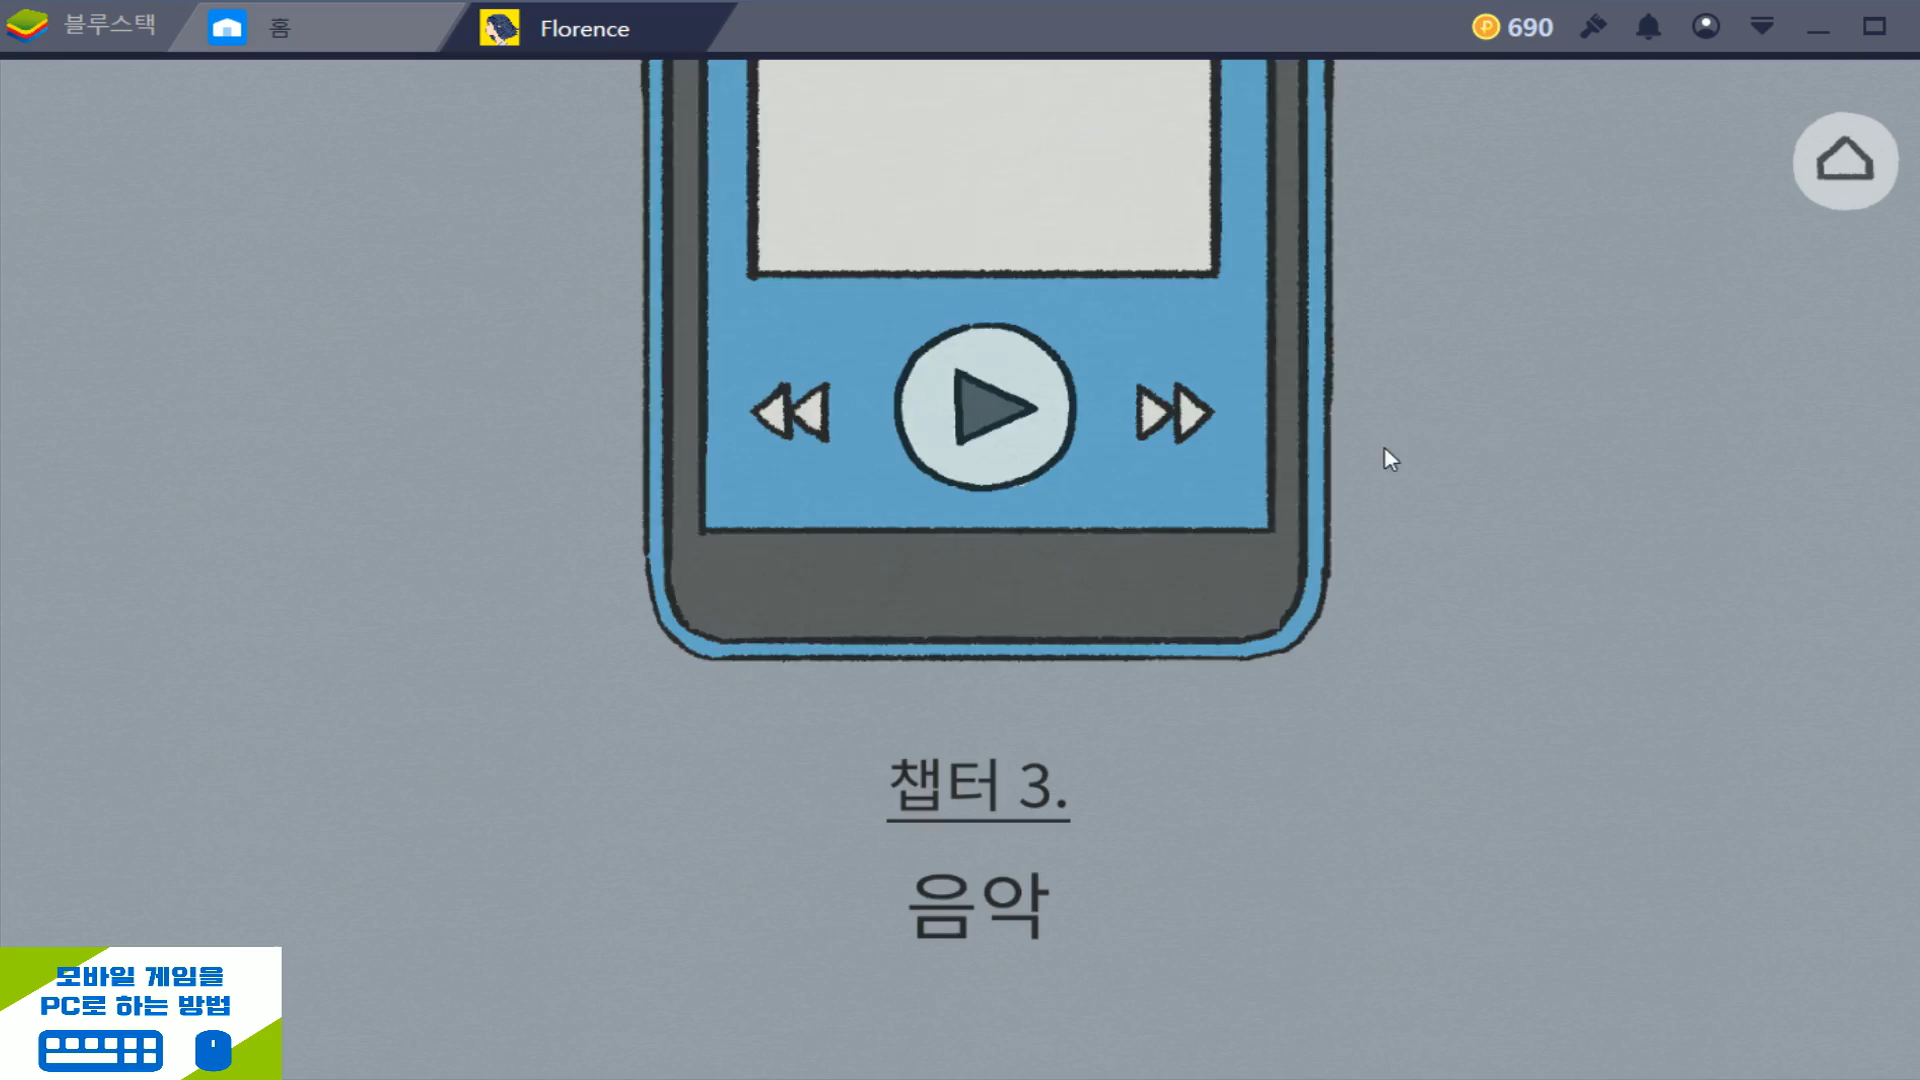 블루스택
홈
Florence
690
챕터 3.
음악
모바일 게임을
PC로 하는 방법